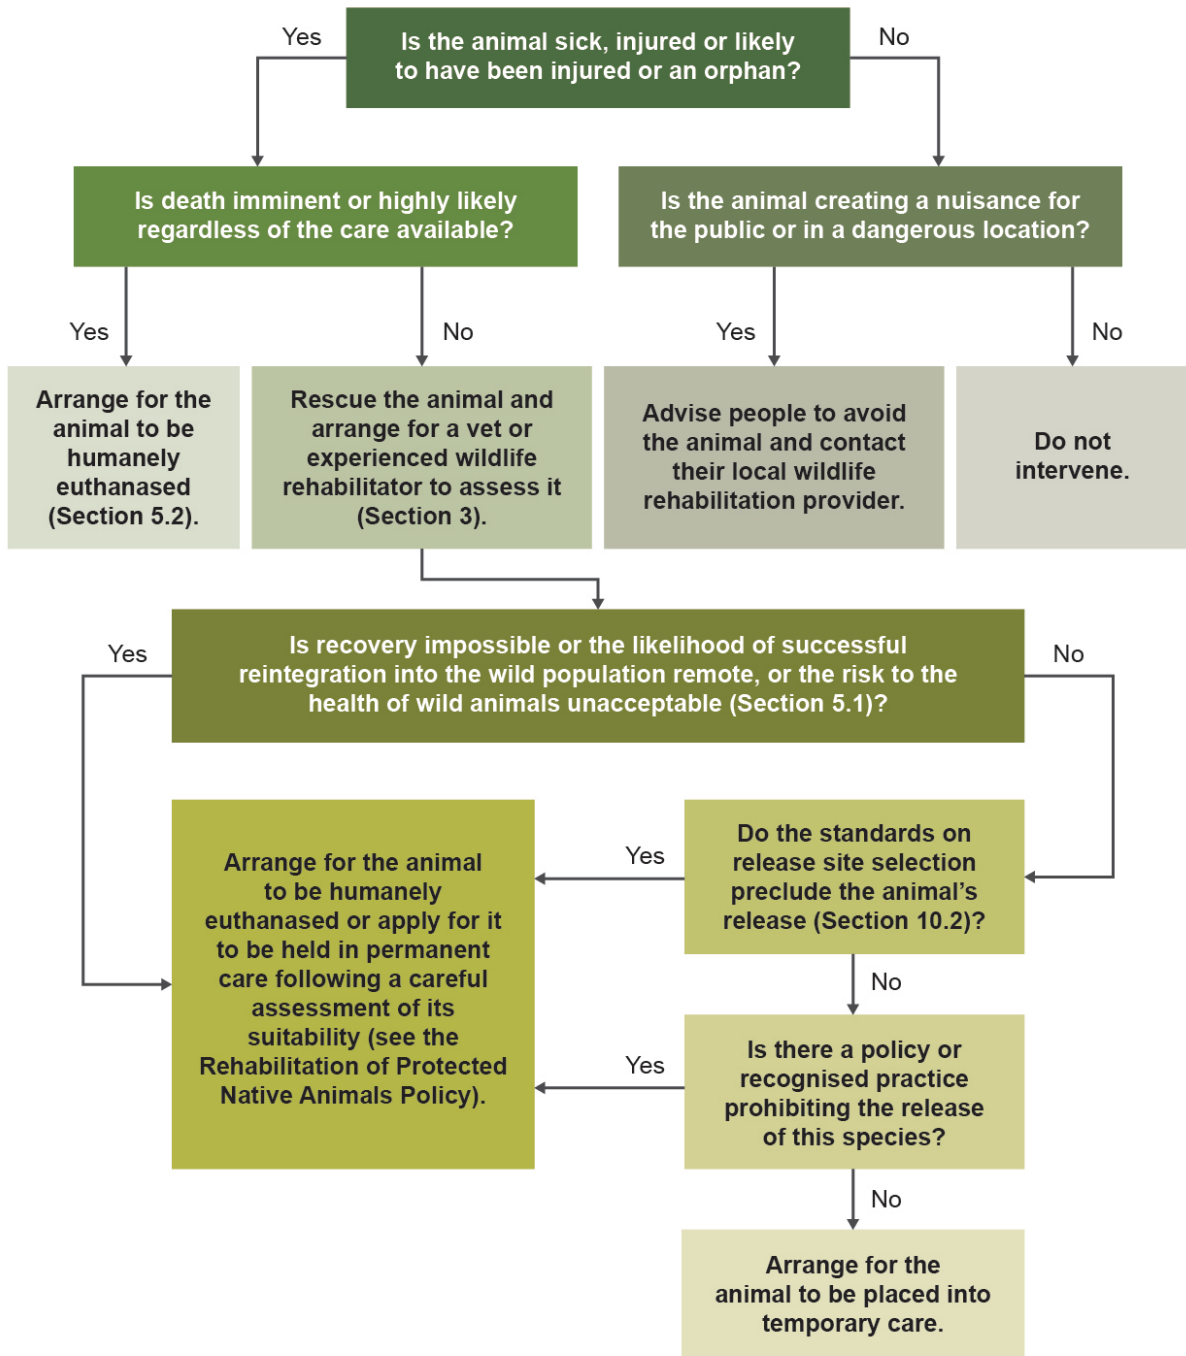 Yes
Is the animal sick, injured or likely
to have been injured or an orphan?
No
Is death imminent or highly likely
regardless of the care available?
Is the animal creating a nuisance for
the public or in a dangerous location?
Yes
No
Yes
No
Arrange for the
animal to be
humanely
euthanased
(Section 5.2).
Rescue the animal and
arrange for a vet or
experienced wildlife
rehabilitator to assess it
(Section 3).
Advise people to avoid
the animal and contact
their local wildlife
rehabilitation provider.
Do not
intervene.
Yes
Is recovery impossible or the likelihood of successful
reintegration into the wild population remote, or the risk to the
health of wild animals unacceptable (Section 5.1)?
No
Arrange for the animal
to be humanely
euthanased or apply for it
to be held in permanent
care following a careful
assessment of its
suitability (see the
Rehabilitation of Protected
Native Animals Policy).
Yes
Do the standards on
release site selection
preclude the animal’s
release (Section 10.2)?
No
Yes
Is there a policy or
recognised practice
prohibiting the release
of this species?
No
Arrange for the
animal to be placed into
temporary care.